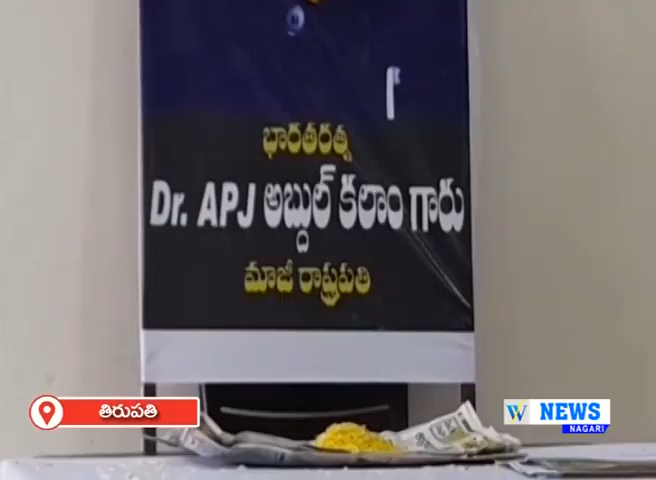 భారతరత్న
Dr. APJ అబ్దుల్ కలాం గారు
మాజీ రాష్ట్రపతి
తిరుపతి
W NEWS
NAGARI